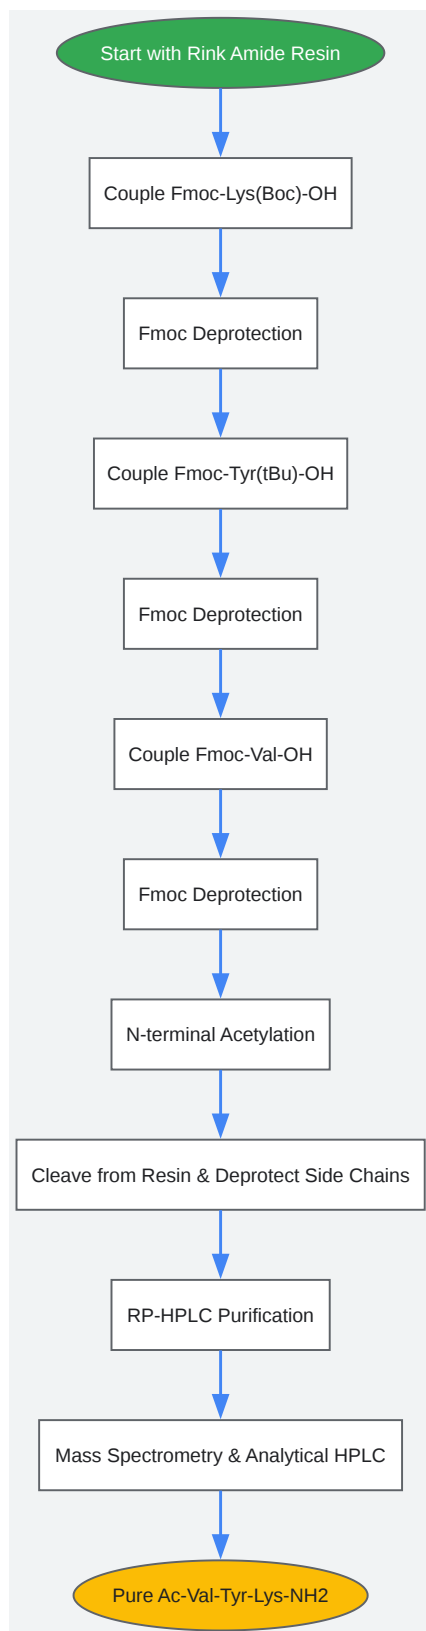 Start with Rink Amide Resin
Couple Fmoc-Lys(Boc)-OH
Fmoc Deprotection
Couple Fmoc-Tyr(tBu)-OH
Fmoc Deprotection
Couple Fmoc-Val-OH
Fmoc Deprotection
N-terminal Acetylation
Cleave from Resin & Deprotect Side Chains
RP-HPLC Purification
Mass Spectrometry & Analytical HPLC
Pure Ac-Val-Tyr-Lys-NH2